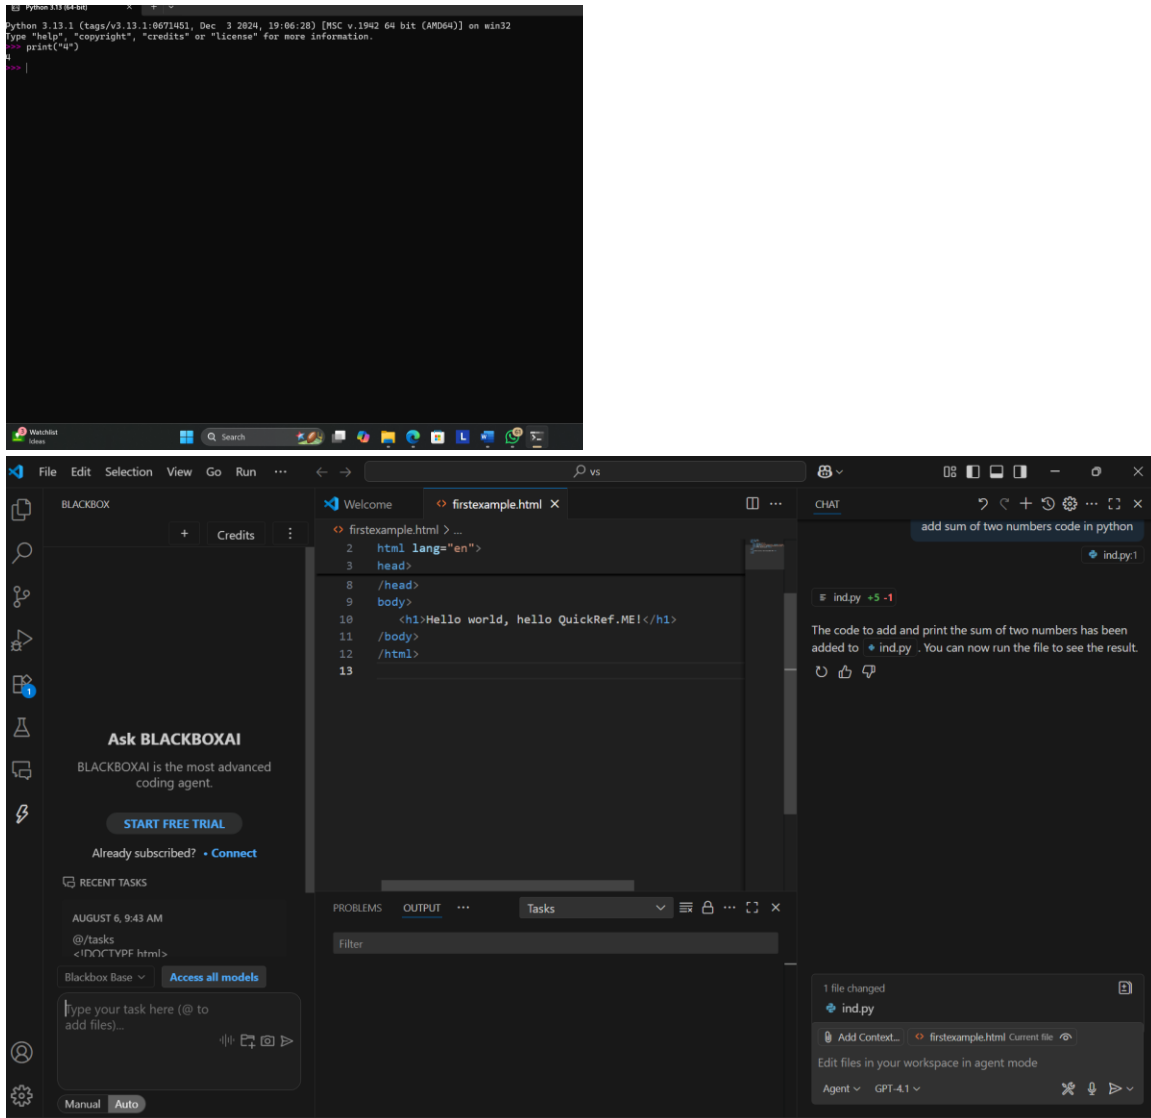 Python 3.13 (64-bit)
Python 3.13.1 (tags/v3.13.1:0671451, Dec  3 2024, 19:06:28) [MSC v.1942 64 bit (AMD64)] on win32
Type "help", "copyright", "credits" or "license" for more information.
>>> print("4")
4
>>>
Watchlist
Ideas
Search
File Edit Selection View Go Run ··· vs
BLACKBOX
+ Credits
Ask BLACKBOXAI
BLACKBOXAI is the most advanced
coding agent.
START FREE TRIAL
Already subscribed? • Connect
RECENT TASKS
AUGUST 6, 9:43 AM
@/tasks
<!DOCTYPE html>
Blackbox Base Access all models
Type your task here (@ to
add files)...
Manual Auto
Welcome firstexample.html
firstexample.html > ...
2 html lang="en">
3 head>
8 /head>
9 body>
10 <h1>Hello world, hello QuickRef.ME!</h1>
11 /body>
12 /html>
13
PROBLEMS OUTPUT ··· Tasks
Filter
CHAT
add sum of two numbers code in python
ind.py:1
ind.py +5 -1
The code to add and print the sum of two numbers has been
added to ind.py . You can now run the file to see the result.
1 file changed
ind.py
Add Context... firstexample.html Current file
Edit files in your workspace in agent mode
Agent GPT-4.1